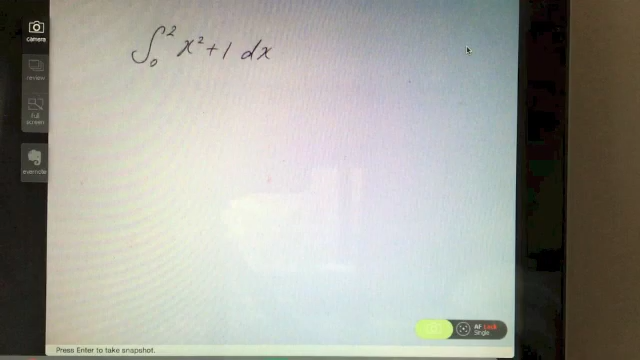 camera
∫₀² x² + 1 dx
review
full screen
evernote
AF Lock
Single
Press Enter to take snapshot.